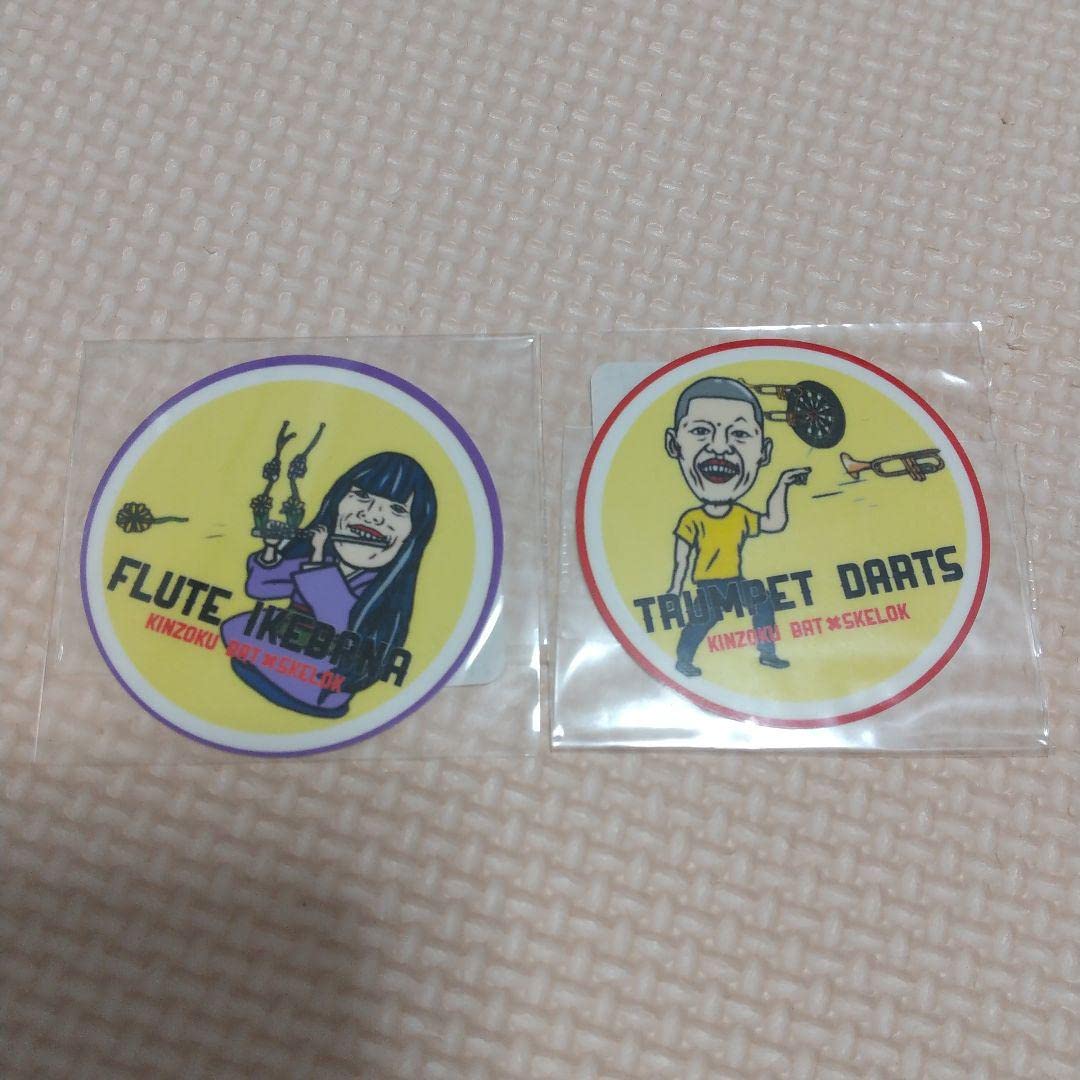 FLUTE IKEBANA
KINZOKU BAT×SKELOK
TRUMPET DARTS
KINZOKU BAT×SKELOK